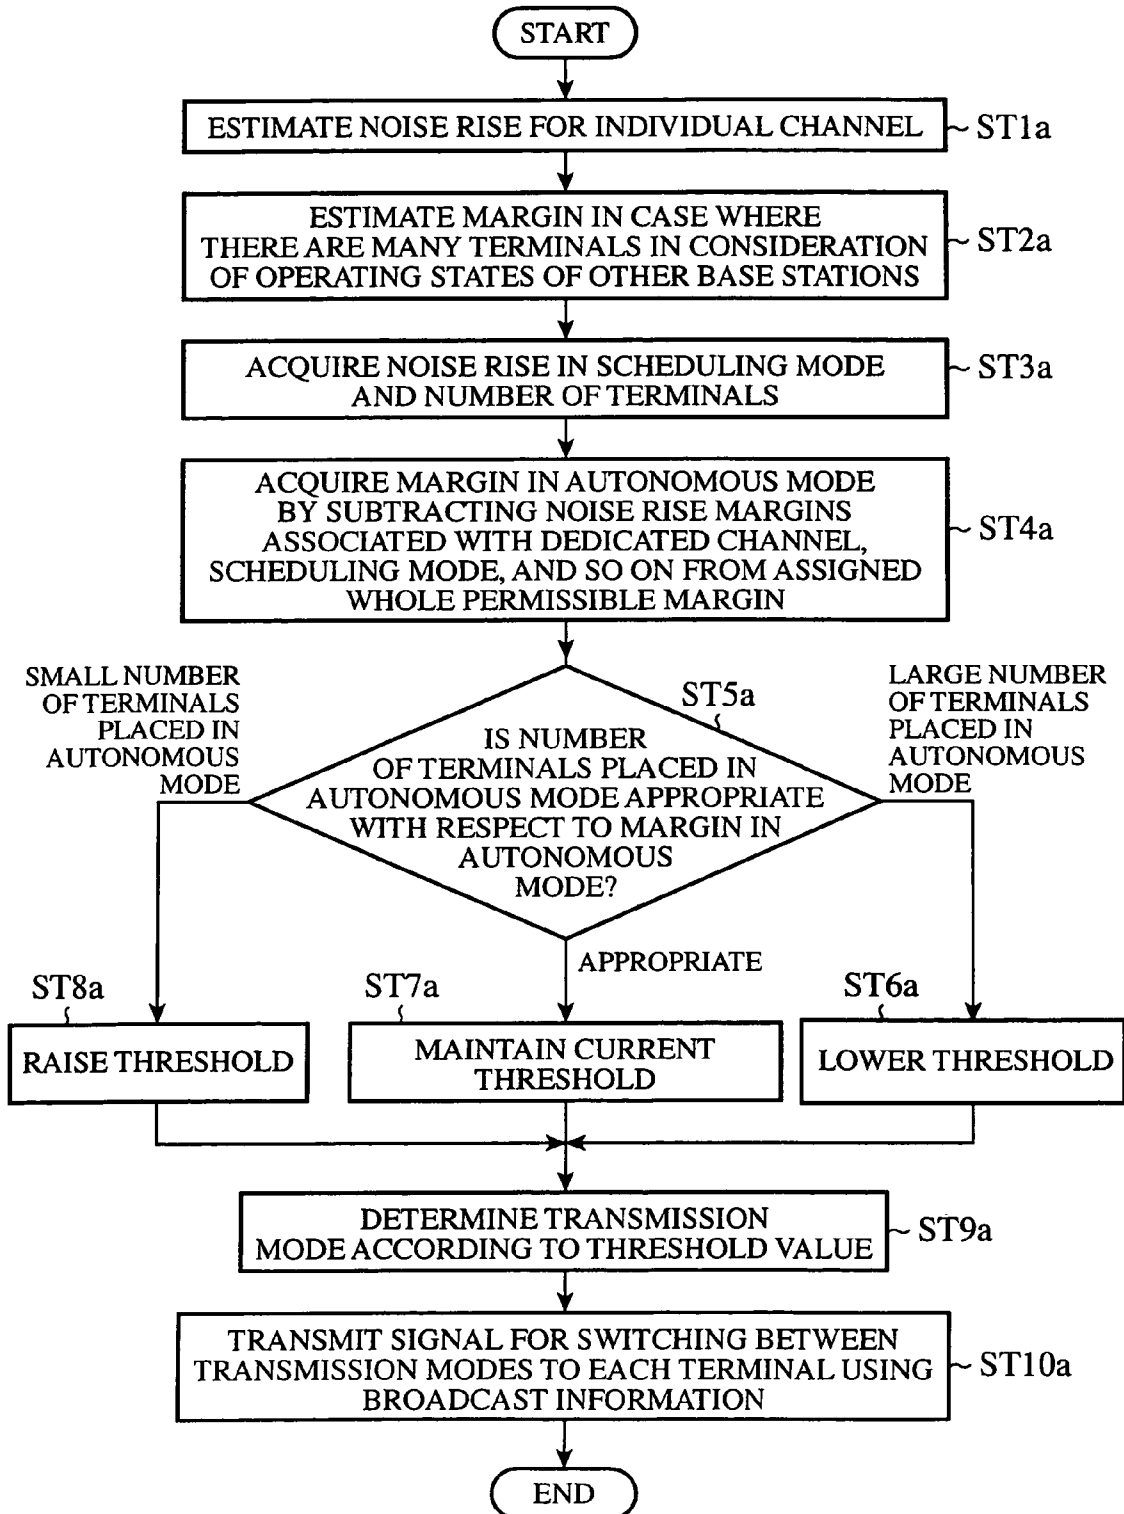 START
ESTIMATE NOISE RISE FOR INDIVIDUAL CHANNEL
ST1a
ESTIMATE MARGIN IN CASE WHERE
THERE ARE MANY TERMINALS IN CONSIDERATION
OF OPERATING STATES OF OTHER BASE STATIONS
ST2a
ACQUIRE NOISE RISE IN SCHEDULING MODE
AND NUMBER OF TERMINALS
ST3a
ACQUIRE MARGIN IN AUTONOMOUS MODE
BY SUBTRACTING NOISE RISE MARGINS
ASSOCIATED WITH DEDICATED CHANNEL,
SCHEDULING MODE, AND SO ON FROM ASSIGNED
WHOLE PERMISSIBLE MARGIN
ST4a
SMALL NUMBER
OF TERMINALS
PLACED IN
AUTONOMOUS
MODE
ST5a
IS NUMBER
OF TERMINALS PLACED IN
AUTONOMOUS MODE APPROPRIATE
WITH RESPECT TO MARGIN IN
AUTONOMOUS
MODE?
LARGE NUMBER
OF TERMINALS
PLACED IN
AUTONOMOUS
MODE
APPROPRIATE
ST8a
RAISE THRESHOLD
ST7a
MAINTAIN CURRENT
THRESHOLD
ST6a
LOWER THRESHOLD
DETERMINE TRANSMISSION
MODE ACCORDING TO THRESHOLD VALUE
ST9a
TRANSMIT SIGNAL FOR SWITCHING BETWEEN
TRANSMISSION MODES TO EACH TERMINAL USING
BROADCAST INFORMATION
ST10a
END